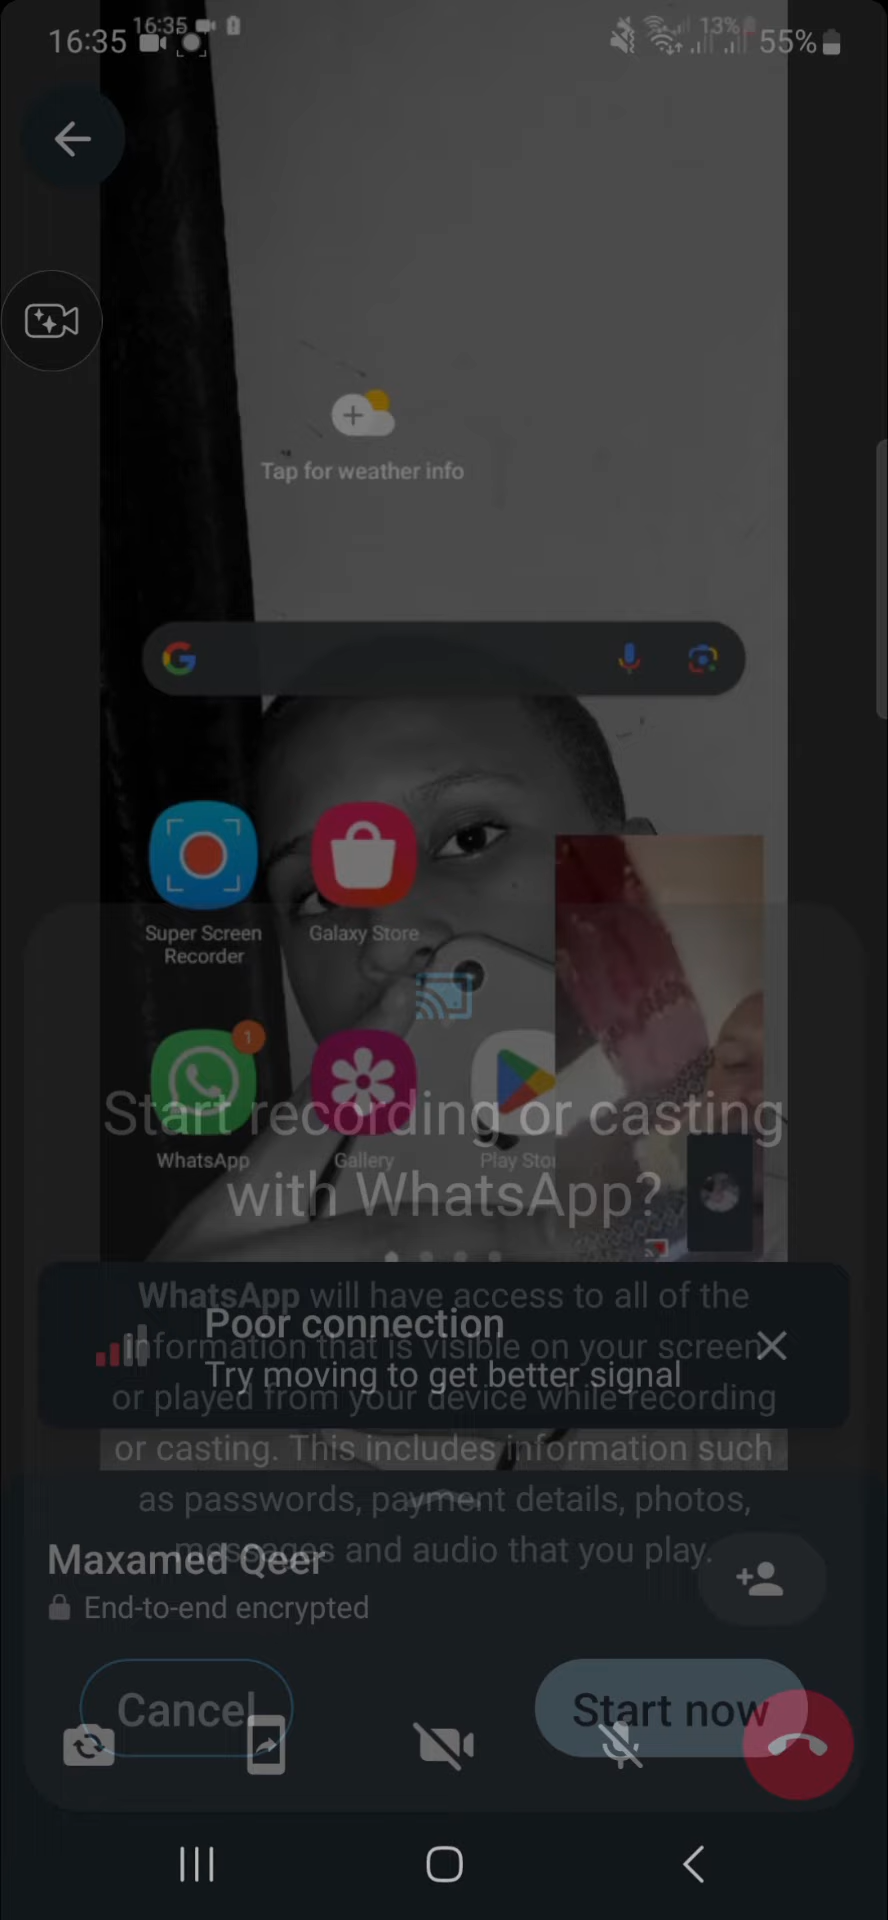 16:35
16:35
13%
55%
Tap for weather info
Super Screen
Recorder
Galaxy Store
1
WhatsApp
Gallery
Play Stor
Start recording or casting
with WhatsApp?
WhatsApp will have access to all of the
information that is visible on your screen
or played from your device while recording
or casting. This includes information such
as passwords, payment details, photos,
messages and audio that you play.
Poor connection
Try moving to get better signal
Maxamed Qeer
End-to-end encrypted
Cancel
Start now